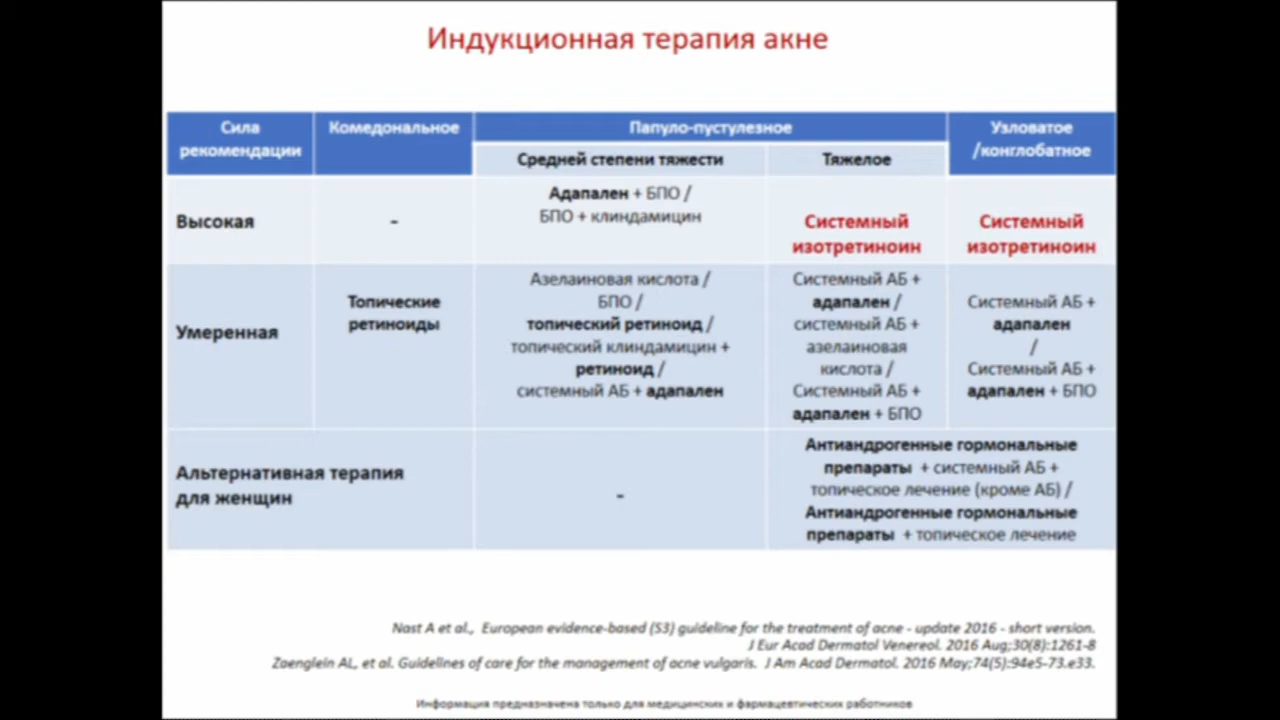 Индукционная терапия акне
Сила
рекомендации
Комедональное
Папуло-пустулезное
Узловатое
/конглобатное
Средней степени тяжести
Тяжелое
Высокая
-
Адапален + БПО /
БПО + клиндамицин
Системный
изотретиноин
Системный
изотретиноин
Умеренная
Топические
ретиноиды
Азелаиновая кислота /
БПО /
топический ретиноид /
топический клиндамицин +
ретиноид /
системный АБ + адапален
Системный АБ +
адапален /
системный АБ +
азелаиновая
кислота /
Системный АБ +
адапален + БПО
Системный АБ +
адапален
/
Системный АБ +
адапален + БПО
Альтернативная терапия
для женщин
-
Антиандрогенные гормональные
препараты + системный АБ +
топическое лечение (кроме АБ) /
Антиандрогенные гормональные
препараты + топическое лечение
Nast A et al., European evidence-based (S3) guideline for the treatment of acne - update 2016 - short version.
J Eur Acad Dermatol Venereol. 2016 Aug;30(8):1261-8
Zaenglein AL, et al. Guidelines of care for the management of acne vulgaris. J Am Acad Dermatol. 2016 May;74(5):94e5-73.e33.
Информация предназначена только для медицинских и фармацевтических работников